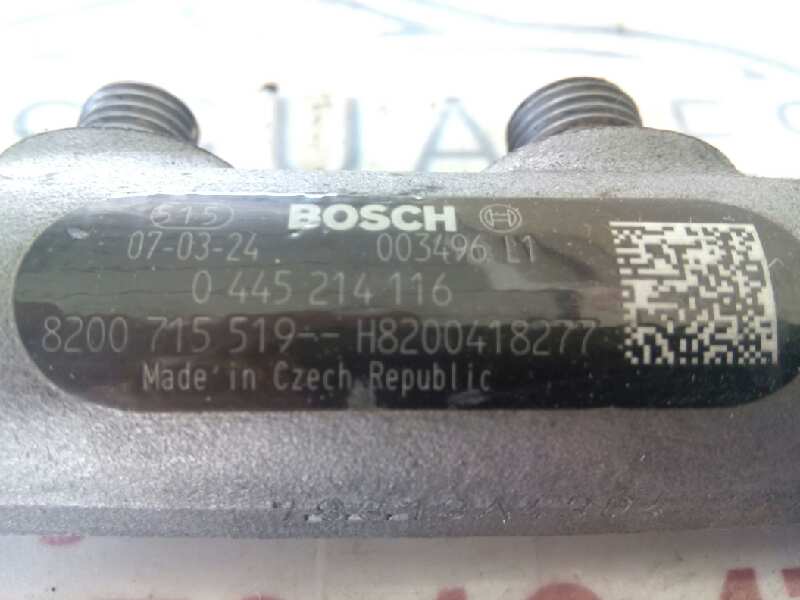 515 BOSCH
07-03-24 003496 L1
0 445 214 116
8200 715 519-- H8200418277
Made in Czech Republic